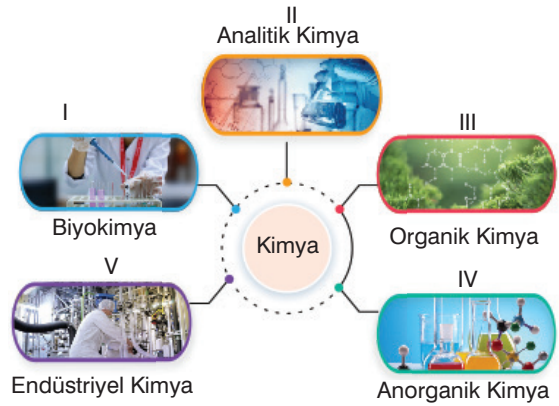 II
Analitik Kimya
I
Biyokimya
III
Organik Kimya
Kimya
V
Endüstriyel Kimya
IV
Anorganik Kimya